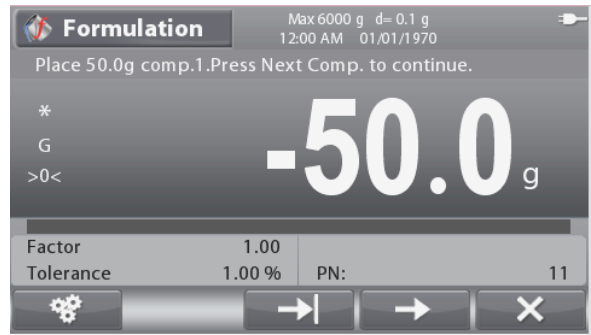 Formulation
Max 6000 g d= 0.1 g
12:00 AM 01/01/1970
Place 50.0g comp.1.Press Next Comp. to continue.
*
G
>0<
-50.0 g
Factor 1.00
Tolerance 1.00 % PN: 11